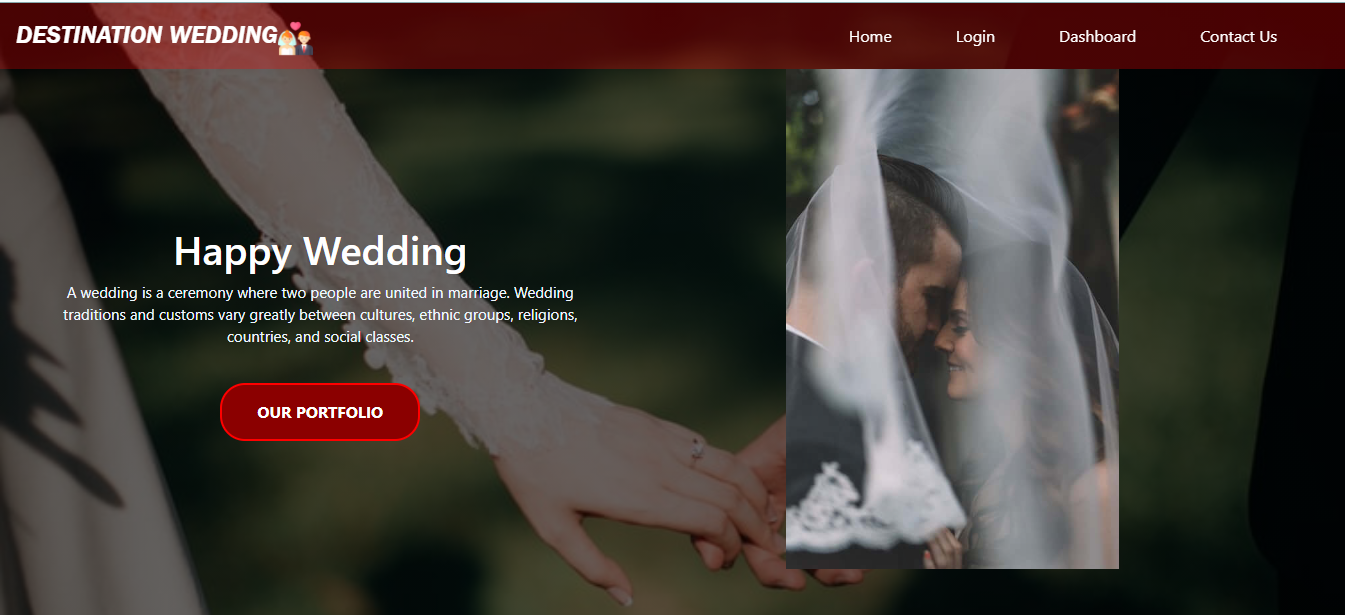 DESTINATION WEDDING
Home
Login
Dashboard
Contact Us
Happy Wedding
A wedding is a ceremony where two people are united in marriage. Wedding
traditions and customs vary greatly between cultures, ethnic groups, religions,
countries, and social classes.
OUR PORTFOLIO